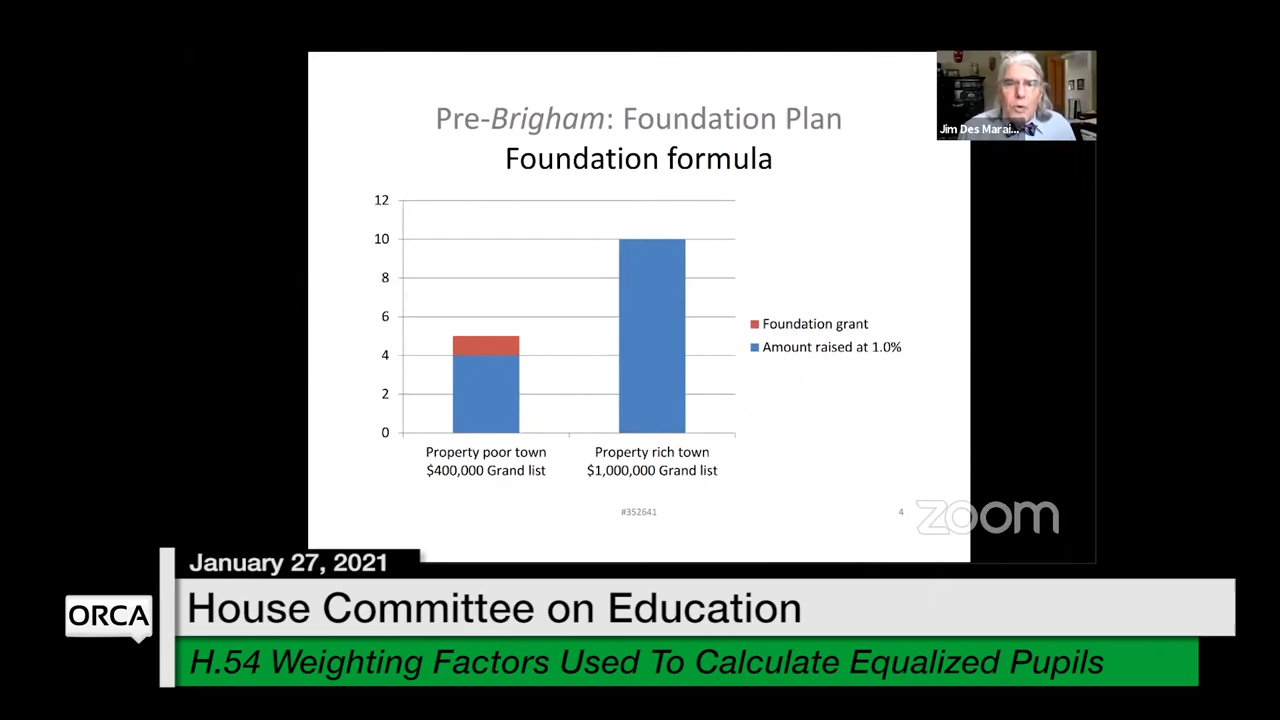 Pre-Brigham: Foundation Plan
Foundation formula
Jim Des Marai...
12
10
8
6
4
2
0
Foundation grant
Amount raised at 1.0%
Property poor town
$400,000 Grand list
Property rich town
$1,000,000 Grand list
#352641
4
zoom
January 27, 2021
ORCA
House Committee on Education
H.54 Weighting Factors Used To Calculate Equalized Pupils